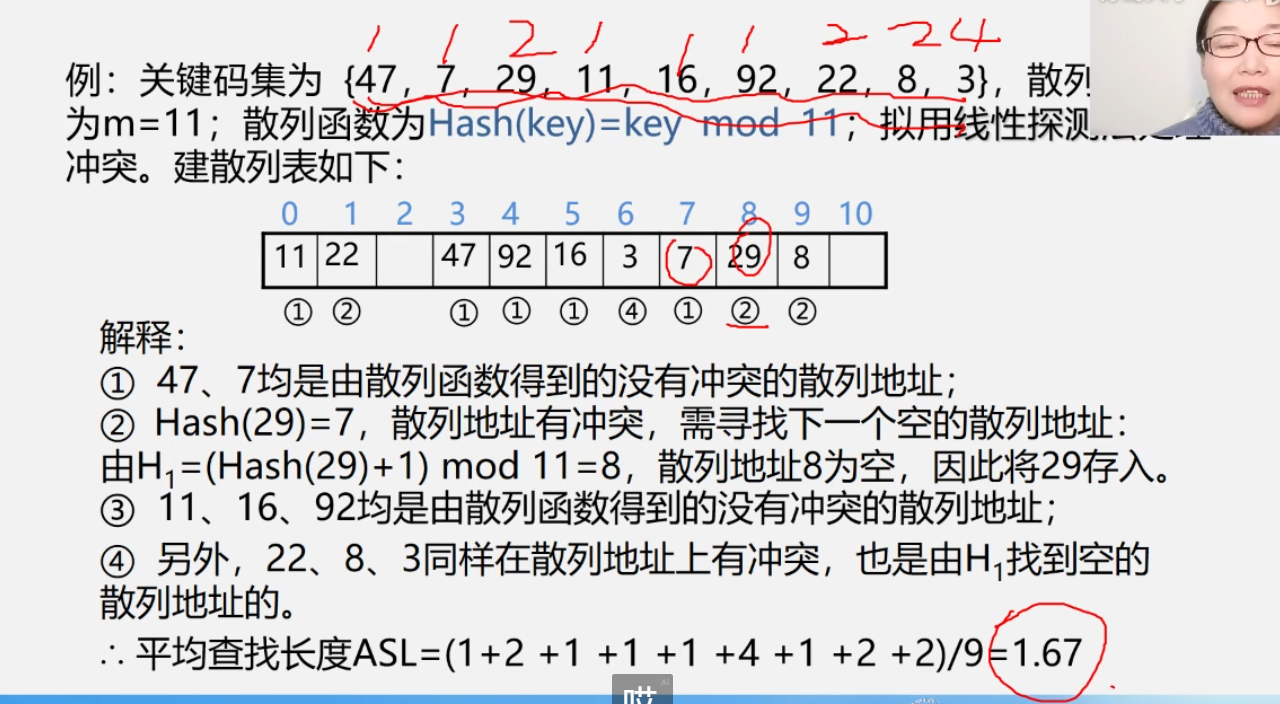 1 1 2 1 1 1 2 2 4
例：关键码集为 {47，7，29，11，16，92，22，8，3}，散列
为m=11；散列函数为Hash(key)=key mod 11；拟用线性探测法处理
冲突。建散列表如下：
0 1 2 3 4 5 6 7 8 9 10
11 22 47 92 16 3 7 29 8
① ② ① ① ① ④ ① ② ②
解释：
① 47、7均是由散列函数得到的没有冲突的散列地址；
② Hash(29)=7，散列地址有冲突，需寻找下一个空的散列地址：
由H1=(Hash(29)+1) mod 11=8，散列地址8为空，因此将29存入。
③ 11、16、92均是由散列函数得到的没有冲突的散列地址；
④ 另外，22、8、3同样在散列地址上有冲突，也是由H1找到空的
散列地址的。
∴ 平均查找长度ASL=(1+2 +1 +1 +1 +4 +1 +2 +2)/9=1.67
AI
哎